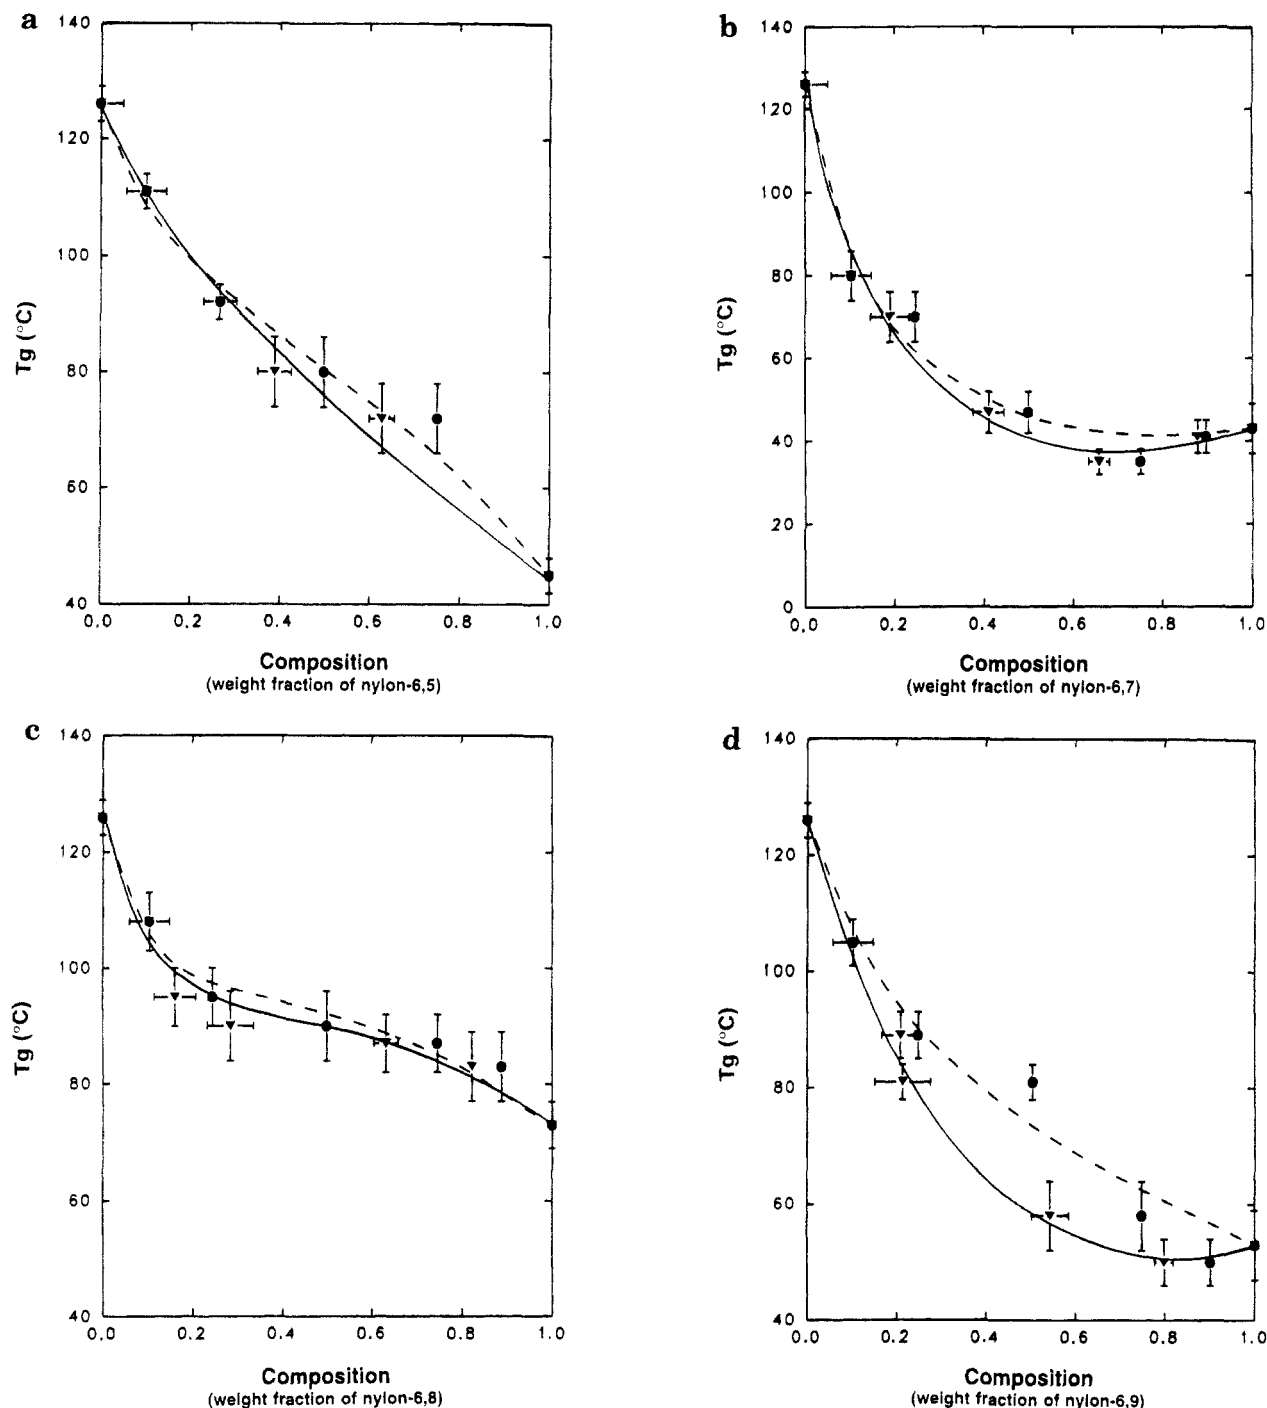 a
140
120
100
80
60
40
Tg (°C)
0.0 0.2 0.4 0.6 0.8 1.0
Composition
(weight fraction of nylon-6,5)
b
140
120
100
80
60
40
20
0
Tg (°C)
0.0 0.2 0.4 0.6 0.8 1.0
Composition
(weight fraction of nylon-6,7)
c
140
120
100
80
60
40
Tg (°C)
0.0 0.2 0.4 0.6 0.8 1.0
Composition
(weight fraction of nylon-6,8)
d
140
120
100
80
60
40
Tg (°C)
0.0 0.2 0.4 0.6 0.8 1.0
Composition
(weight fraction of nylon-6,9)